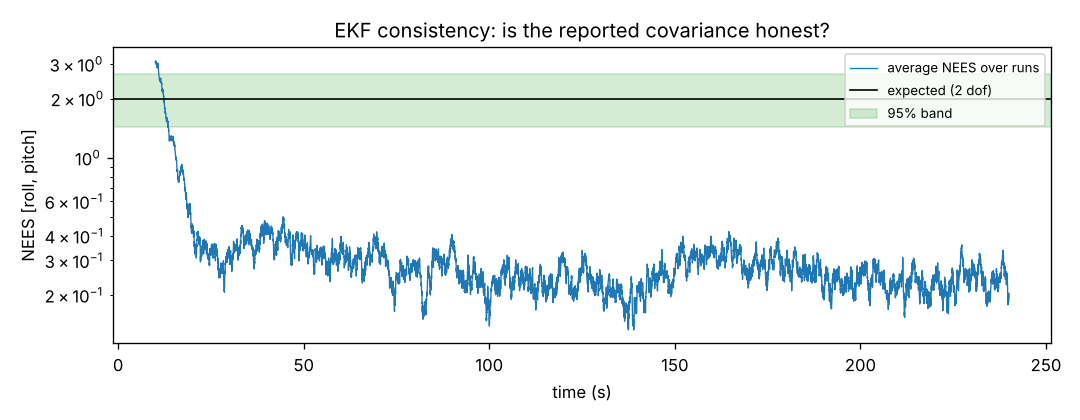 EKF consistency: is the reported covariance honest?
NEES [roll, pitch]
3 × 10⁰
2 × 10⁰
10⁰
6 × 10⁻¹
4 × 10⁻¹
3 × 10⁻¹
2 × 10⁻¹
average NEES over runs
expected (2 dof)
95% band
0 50 100 150 200 250
time (s)